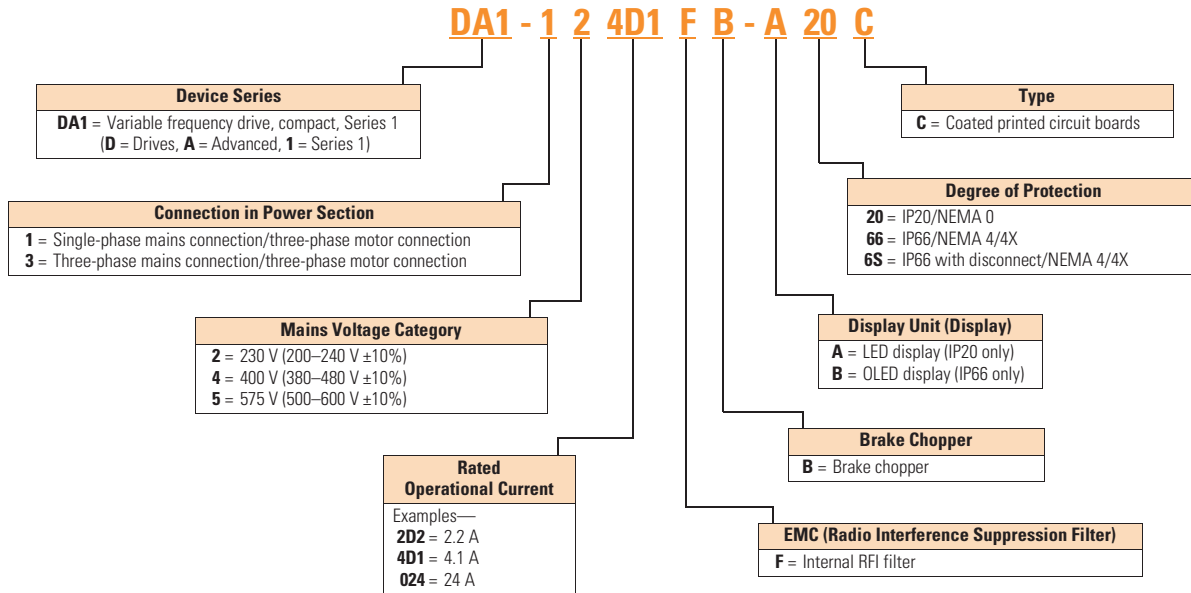 DA1 - 1 2 4D1 F B - A 20 C
Device Series
DA1 = Variable frequency drive, compact, Series 1
(D = Drives, A = Advanced, 1 = Series 1)
Type
C = Coated printed circuit boards
Connection in Power Section
1 = Single-phase mains connection/three-phase motor connection
3 = Three-phase mains connection/three-phase motor connection
Degree of Protection
20 = IP20/NEMA 0
66 = IP66/NEMA 4/4X
6S = IP66 with disconnect/NEMA 4/4X
Mains Voltage Category
2 = 230 V (200–240 V ±10%)
4 = 400 V (380–480 V ±10%)
5 = 575 V (500–600 V ±10%)
Display Unit (Display)
A = LED display (IP20 only)
B = OLED display (IP66 only)
Brake Chopper
B = Brake chopper
Rated
Operational Current
Examples—
2D2 = 2.2 A
4D1 = 4.1 A
024 = 24 A
EMC (Radio Interference Suppression Filter)
F = Internal RFI filter